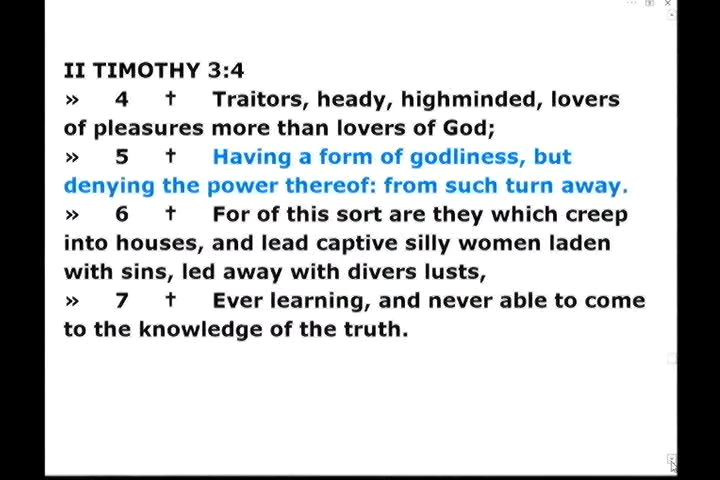 II TIMOTHY 3:4
» 4 ✝ Traitors, heady, highminded, lovers
of pleasures more than lovers of God;
» 5 ✝ Having a form of godliness, but
denying the power thereof: from such turn away.
» 6 ✝ For of this sort are they which creep
into houses, and lead captive silly women laden
with sins, led away with divers lusts,
» 7 ✝ Ever learning, and never able to come
to the knowledge of the truth.